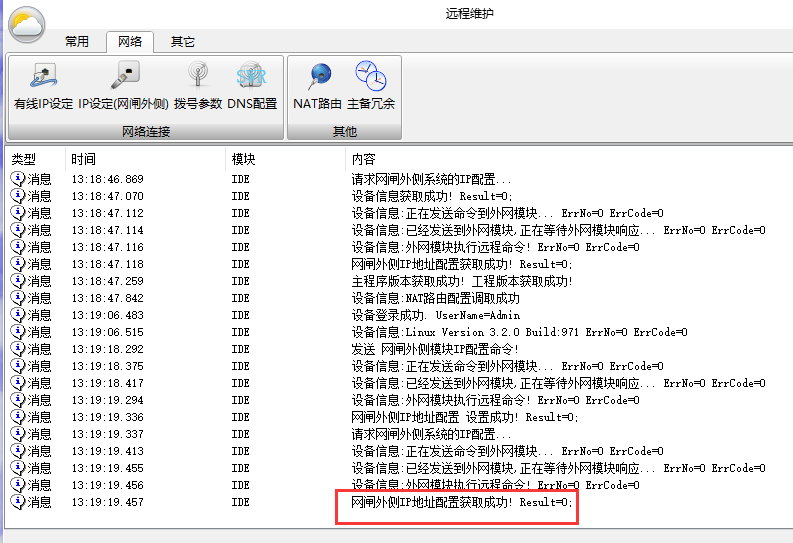 远程维护
常用 网络 其它
有线IP设定 IP设定(网闸外侧) 拨号参数 DNS配置 NAT路由 主备冗余
网络连接 其他
类型 时间 模块 内容
消息 13:18:46.869 IDE 请求网闸外侧系统的IP配置...
消息 13:18:47.070 IDE 设备信息获取成功! Result=0;
消息 13:18:47.112 IDE 设备信息:正在发送命令到外网模块... ErrNo=0 ErrCode=0
消息 13:18:47.114 IDE 设备信息:已经发送到外网模块,正在等待外网模块响应... ErrNo=0 ErrCode=0
消息 13:18:47.116 IDE 设备信息:外网模块执行远程命令! ErrNo=0 ErrCode=0
消息 13:18:47.118 IDE 网闸外侧IP地址配置获取成功! Result=0;
消息 13:18:47.259 IDE 主程序版本获取成功! 工程版本获取成功!
消息 13:18:47.842 IDE 设备信息:NAT路由配置调取成功
消息 13:19:06.483 IDE 设备登录成功. UserName=Admin
消息 13:19:06.515 IDE 设备信息:Linux Version 3.2.0 Build:971 ErrNo=0 ErrCode=0
消息 13:19:18.292 IDE 发送 网闸外侧模块IP配置命令!
消息 13:19:18.375 IDE 设备信息:正在发送命令到外网模块... ErrNo=0 ErrCode=0
消息 13:19:18.417 IDE 设备信息:已经发送到外网模块,正在等待外网模块响应... ErrNo=0 ErrCode=0
消息 13:19:19.294 IDE 设备信息:外网模块执行远程命令! ErrNo=0 ErrCode=0
消息 13:19:19.336 IDE 网闸外侧IP地址配置 设置成功! Result=0;
消息 13:19:19.337 IDE 请求网闸外侧系统的IP配置...
消息 13:19:19.413 IDE 设备信息:正在发送命令到外网模块... ErrNo=0 ErrCode=0
消息 13:19:19.455 IDE 设备信息:已经发送到外网模块,正在等待外网模块响应... ErrNo=0 ErrCode=0
消息 13:19:19.456 IDE 设备信息:外网模块执行远程命令! ErrNo=0 ErrCode=0
消息 13:19:19.457 IDE 网闸外侧IP地址配置获取成功! Result=0;